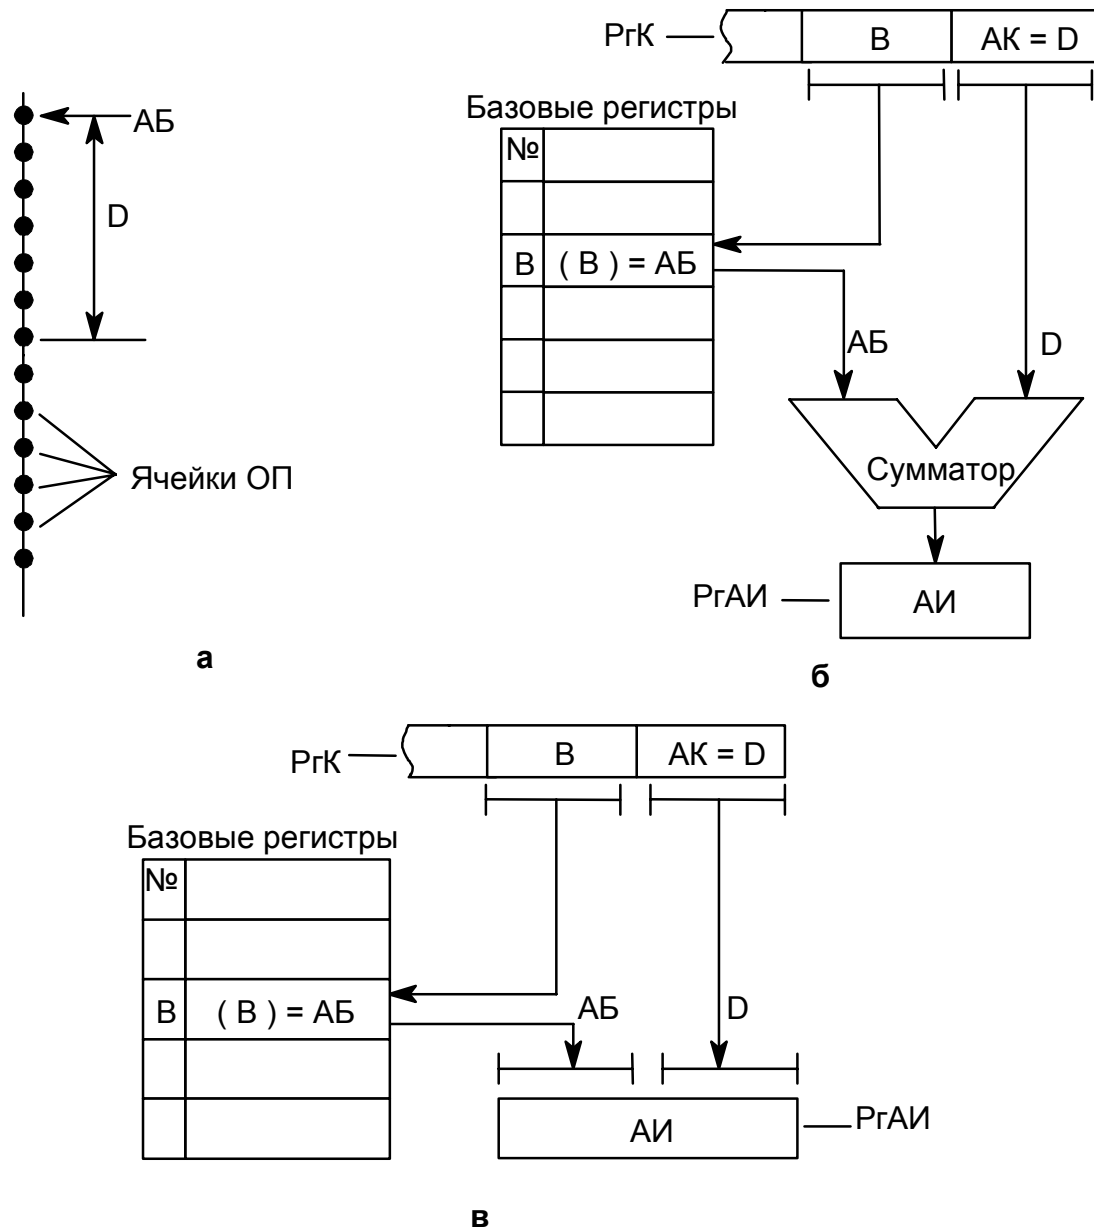 АБ
D
Ячейки ОП
а
РгК
B
АК = D
Базовые регистры
№
B
( B ) = АБ
АБ
D
Сумматор
РгАИ
АИ
б
РгК
B
АК = D
Базовые регистры
№
B
( B ) = АБ
АБ
D
АИ
РгАИ
в